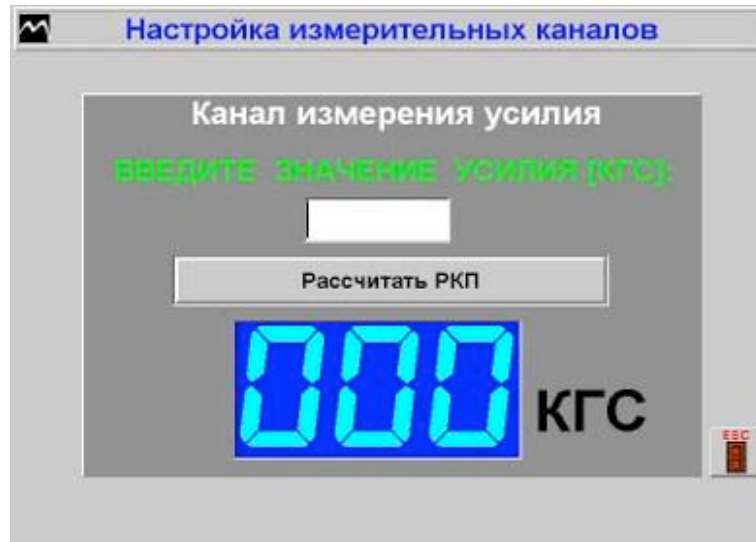 Настройка измерительных каналов
Канал измерения усилия
ВВЕДИТЕ ЗНАЧЕНИЕ УСИЛИЯ [КГС]:
Рассчитать РКП
000 КГС
ESC